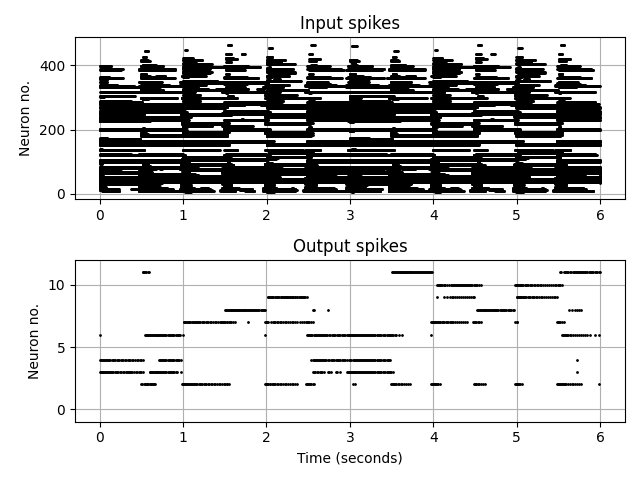 Input spikes
400
200
0
Neuron no.
0 1 2 3 4 5 6
Output spikes
10
5
0
Neuron no.
0 1 2 3 4 5 6
Time (seconds)